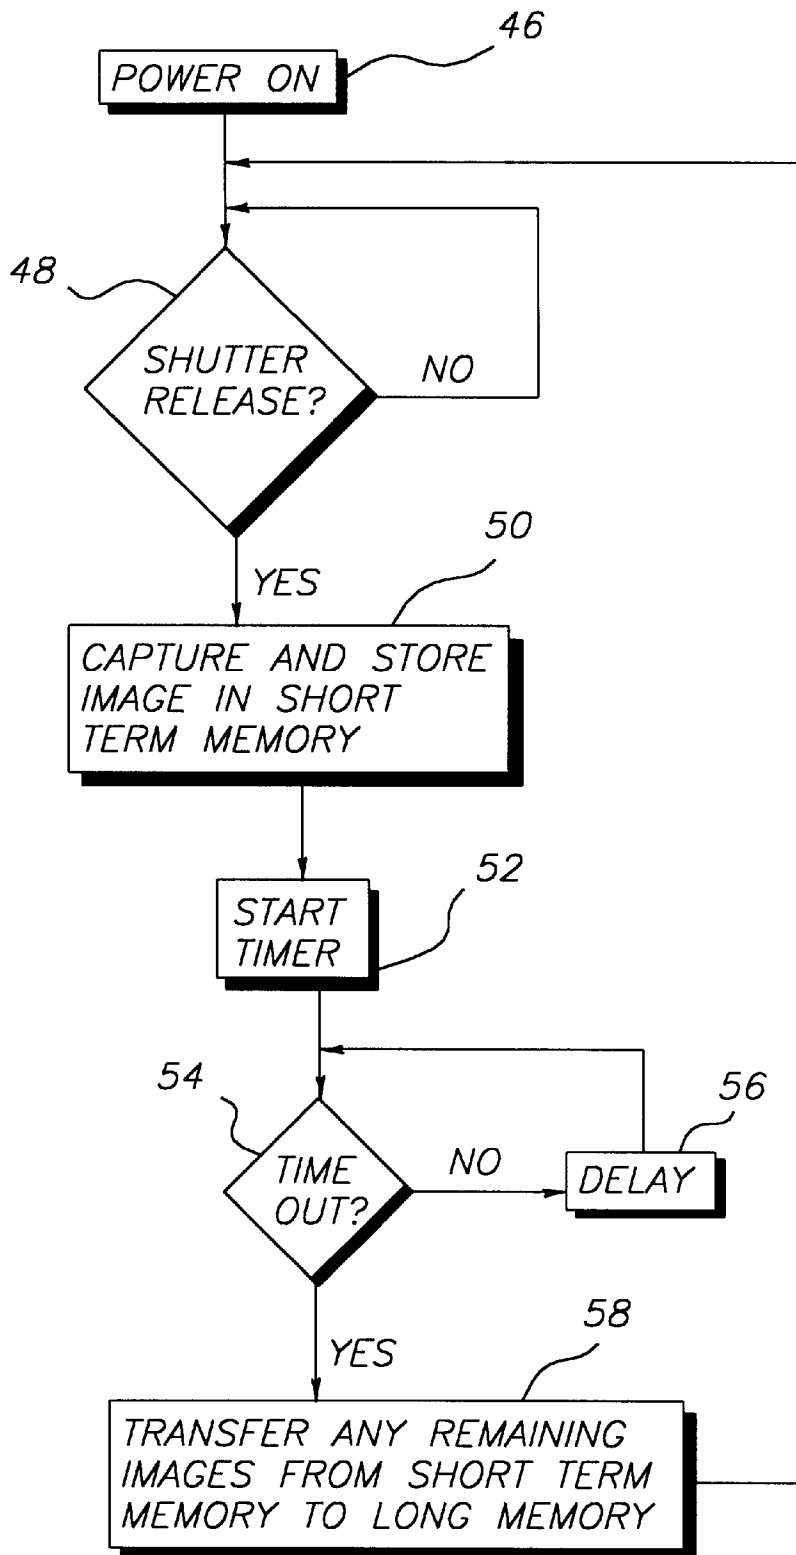 46
POWER ON
48
SHUTTER
RELEASE?
NO
YES
50
CAPTURE AND STORE
IMAGE IN SHORT
TERM MEMORY
52
START
TIMER
54
TIME
OUT?
NO
56
DELAY
YES
58
TRANSFER ANY REMAINING
IMAGES FROM SHORT TERM
MEMORY TO LONG MEMORY